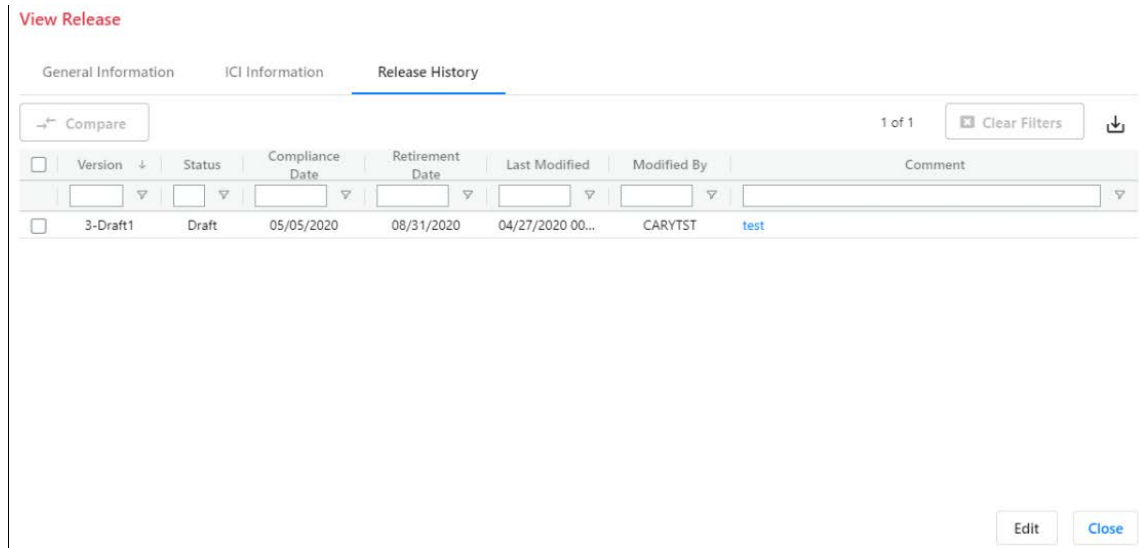 View Release
General Information ICI Information Release History
Compare 1 of 1 Clear Filters
Version ↓ Status Compliance Date Retirement Date Last Modified Modified By Comment
3-Draft1 Draft 05/05/2020 08/31/2020 04/27/2020 00... CARYTST test
Edit Close